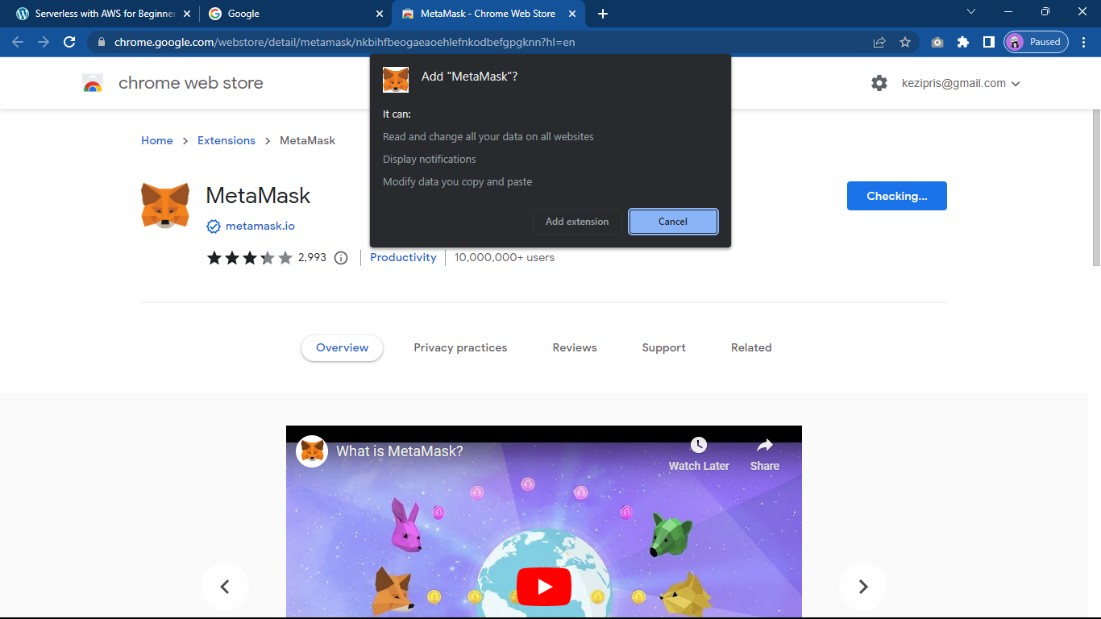 Serverless with AWS for Beginner
Google
MetaMask - Chrome Web Store
chrome.google.com/webstore/detail/metamask/nkbihfbeogaeaoehlefnkodbefgpgknn?hl=en
Paused
chrome web store
kezipris@gmail.com
Add "MetaMask"?
It can:
Read and change all your data on all websites
Display notifications
Modify data you copy and paste
Add extension
Cancel
Home > Extensions > MetaMask
MetaMask
Checking...
metamask.io
2,993
Productivity
10,000,000+ users
Overview
Privacy practices
Reviews
Support
Related
What is MetaMask?
Watch Later
Share